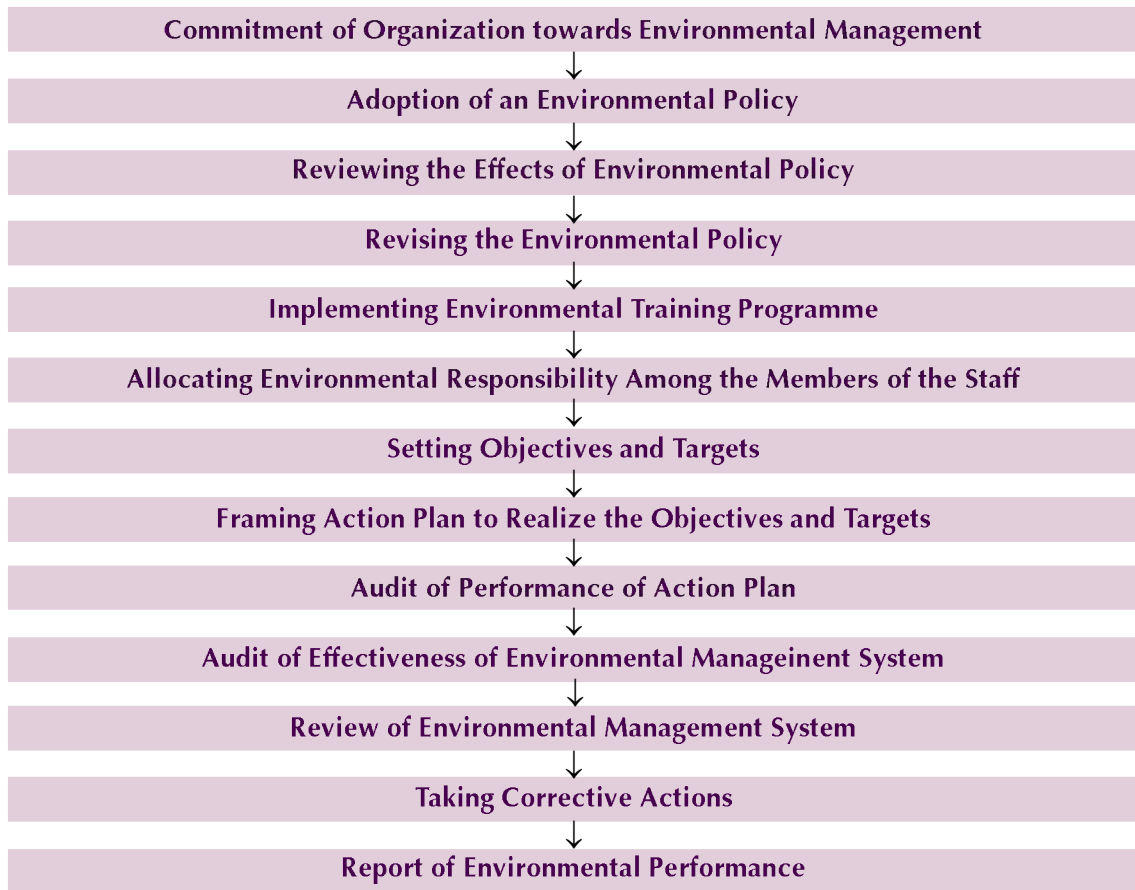 Commitment of Organization towards Environmental Management
Adoption of an Environmental Policy
Reviewing the Effects of Environmental Policy
Revising the Environmental Policy
Implementing Environmental Training Programme
Allocating Environmental Responsibility Among the Members of the Staff
Setting Objectives and Targets
Framing Action Plan to Realize the Objectives and Targets
Audit of Performance of Action Plan
Audit of Effectiveness of Environmental Manageinent System
Review of Environmental Management System
Taking Corrective Actions
Report of Environmental Performance